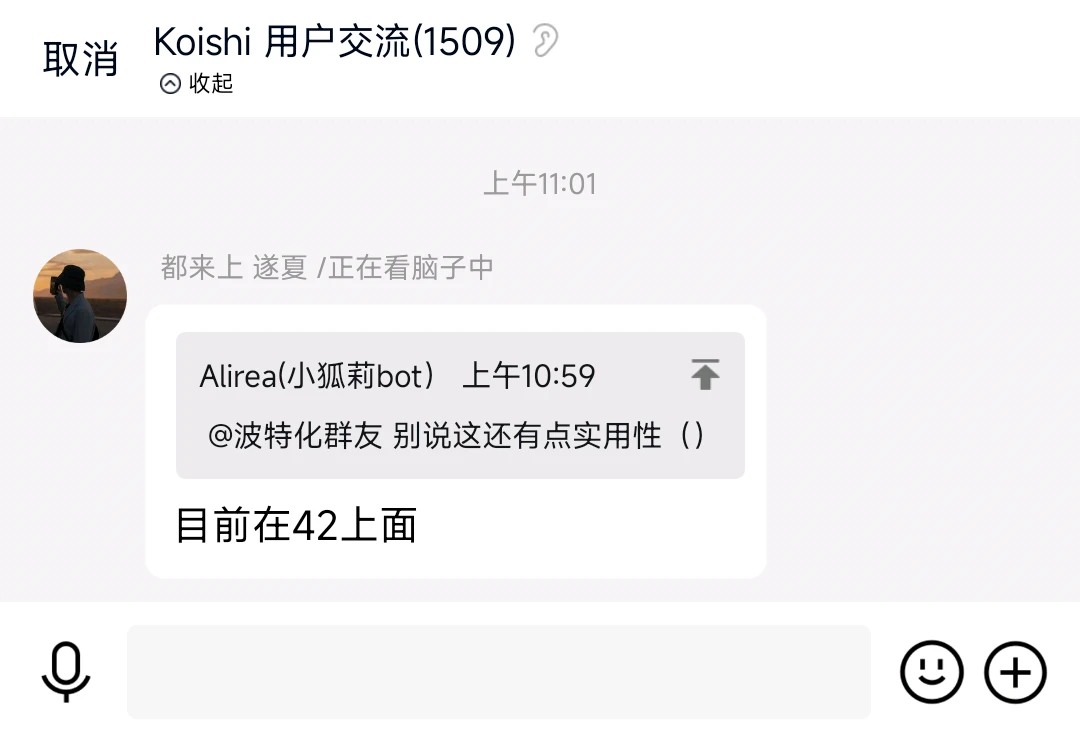 取消
Koishi 用户交流(1509)
收起
上午11:01
都来上 遂夏 /正在看脑子中
Alirea(小狐莉bot） 上午10:59
@波特化群友 别说这还有点实用性（）
目前在42上面